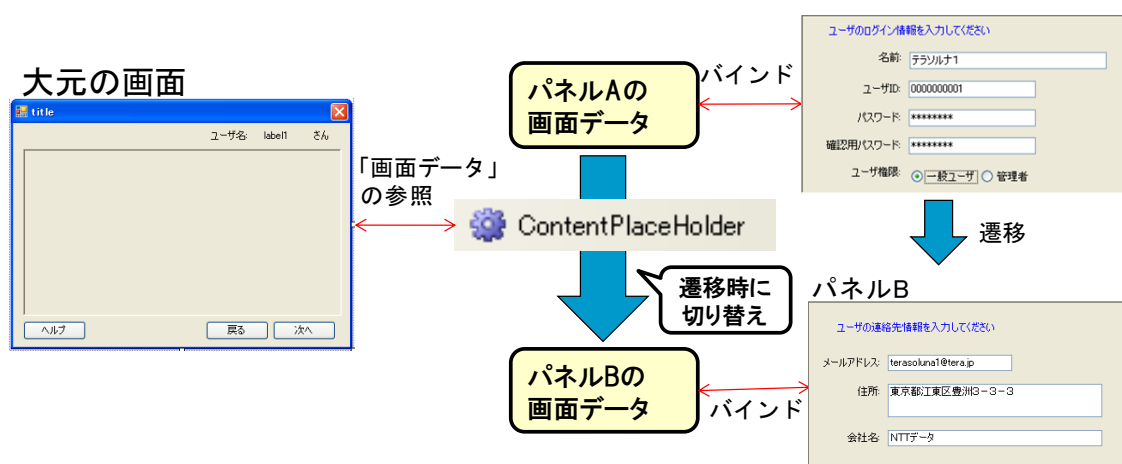 大元の画面
title
ユーザ名: label1 さん
ヘルプ
戻る
次へ
「画面データ」
の参照
パネルAの
画面データ
バインド
ContentPlaceHolder
遷移時に
切り替え
パネルBの
画面データ
バインド
ユーザのログイン情報を入力してください
名前: テラソルナ1
ユーザID: 0000000001
パスワード: ********
確認用パスワード: ********
ユーザ権限: 一般ユーザ 管理者
遷移
パネルB
ユーザの連絡先情報を入力してください
メールアドレス: terasoluna1@tera.jp
住所: 東京都江東区豊洲3-3-3
会社名: NTTデータ